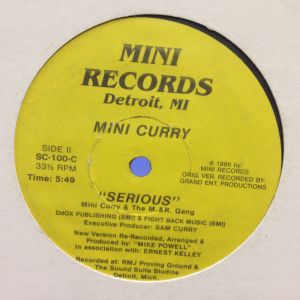 MINI
RECORDS
Detroit, MI
MINI CURRY
SIDE II
SC-100-C
33⅓ RPM
Time: 5:49
℗ 1986 by:
MINI RECORDS
ORIG. VER. RECORDED BY:
GRAND ENT. PRODUCTIONS
"SERIOUS"
Mini Curry & The M.&R. Gang
DdOX PUBLISHING (BMI) & FIGHT BACK MUSIC (BMI)
Executive Producer: SAM CURRY
New Version Re-Recorded, Arranged &
Produced by: "MIKE POWELL"
In association with: ERNEST KELLEY
Recorded at: RMJ Proving Ground &
The Sound Suite Studios
Detroit, Mich.